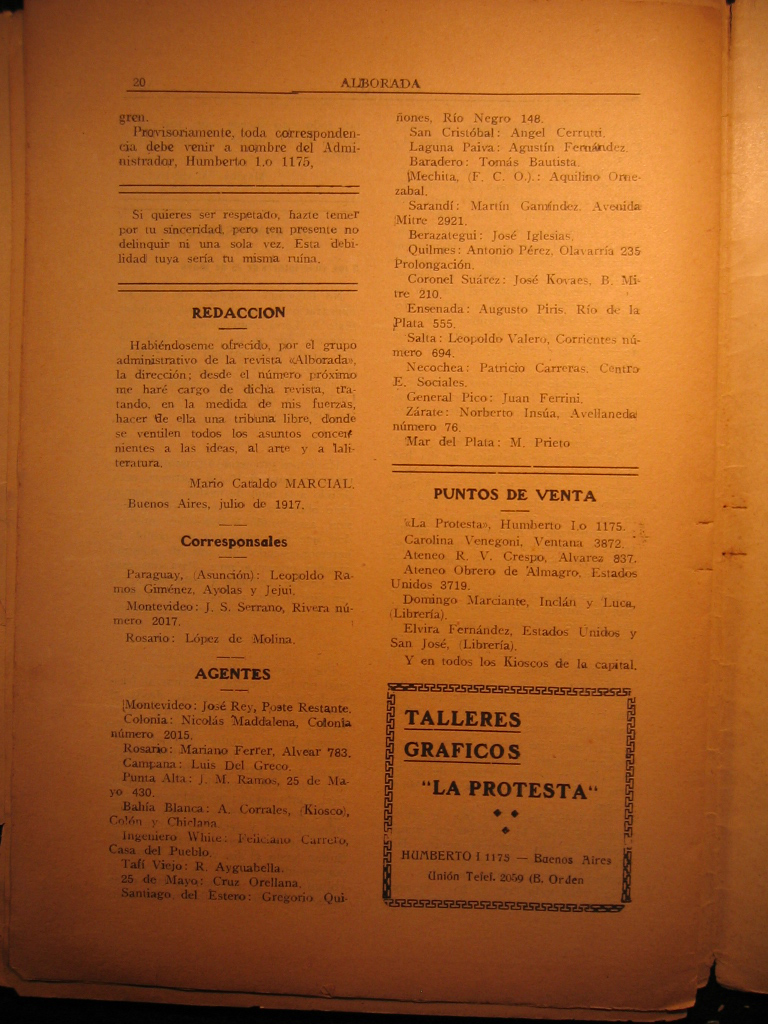 20
ALBORADA
gren.
Provisoriamente, toda corresponden-
cia debe venir a nombre del Admi-
nistrador, Humberto 1.o 1175,
Si quieres ser respetado, hazte temer
por tu sinceridad, pero ten presente no
delinquir ni una sola vez. Esta debi-
lidad tuya sería tu misma ruina.
REDACCION
Habiéndoseme ofrecido, por el grupo
administrativo de la revista «Alborada»,
la dirección; desde el número próximo
me haré cargo de dicha revista, tra-
tando, en la medida de mis fuerzas,
hacer de ella una tribuna libre, donde
se ventilen todos los asuntos concer-
nientes a las ideas, al arte y a lali-
teratura.
Mario Cataldo MARCIAL.
Buenos Aires, julio de 1917.
Corresponsales
Paraguay, (Asunción): Leopoldo Ra-
mos Giménez, Ayolas y Jejui.
Montevideo: J. S. Serrano, Rivera nú-
mero 2017.
Rosario: López de Molina.
AGENTES
Montevideo: José Rey, Poste Restante.
Colonia: Nicolás Maddalena, Colonia
número 2015.
Rosario: Mariano Ferrer, Alvear 783.
Campana: Luis Del Greco.
Punta Alta: J. M. Ramos, 25 de Ma-
yo 430.
Bahía Blanca: A. Corrales, (Kiosco),
Colón y Chiclana.
Ingeniero White: Feliciano Carrero,
Casa del Pueblo.
Tafí Viejo: R. Ayguabella.
25 de Mayo: Cruz Orellana.
Santiago del Estero: Gregorio Qui-
ñones, Río Negro 148.
San Cristóbal: Angel Cerrutti.
Laguna Paiva: Agustín Fernández.
Baradero: Tomás Bautista.
Mechita, (F. C. O.).: Aquilino Ome-
zabal.
Sarandí: Martín Gamíndez. Avenida
Mitre 2921.
Berazategui: José Iglesias.
Quilmes: Antonio Pérez, Olavarría 235
Prolongación.
Coronel Suárez: José Kovaes, B. Mi-
tre 210.
Ensenada: Augusto Piris, Río de la
Plata 555.
Salta: Leopoldo Valero, Corrientes nú-
mero 694.
Necochea: Patricio Carreras, Centro
E. Sociales.
General Pico: Juan Ferrini.
Zárate: Norberto Insúa, Avellaneda
número 76.
Mar del Plata: M. Prieto
PUNTOS DE VENTA
«La Protesta», Humberto I.o 1175.
Carolina Venegoni, Ventana 3872.
Ateneo R. V. Crespo, Alvarez 837.
Ateneo Obrero de Almagro, Estados
Unidos 3719.
Domingo Marciante, Inclán y Luca,
(Librería).
Elvira Fernández, Estados Unidos y
San José, (Librería).
Y en todos los Kioscos de la capital.
TALLERES
GRAFICOS
"LA PROTESTA"
HUMBERTO I 1175 — Buenos Aires
Unión Telef. 2059 (B. Orden